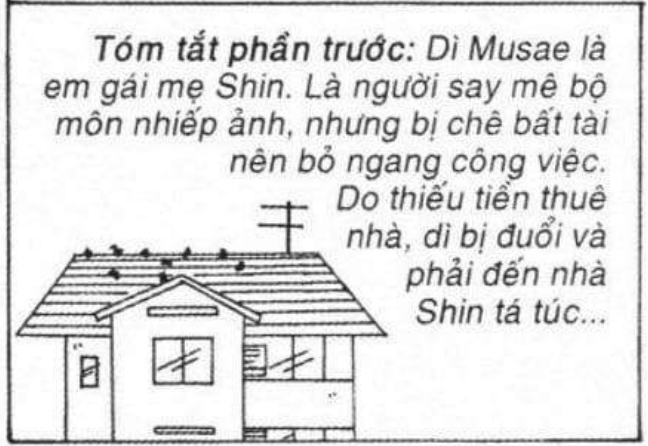 Tóm tắt phần trước: Dì Musae là
em gái mẹ Shin. Là người say mê bộ
môn nhiếp ảnh, nhưng bị chê bất tài
nên bỏ ngang công việc.
Do thiếu tiền thuê
nhà, dì bị đuổi và
phải đến nhà
Shin tá túc...